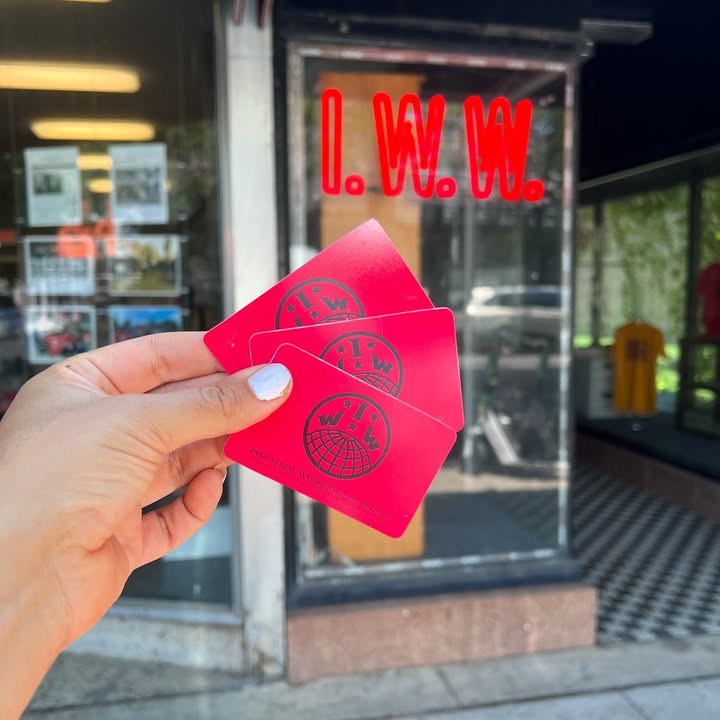 I.W.W.
I W
I W
I
W W
INDUSTRIAL WORKERS OF THE WORLD